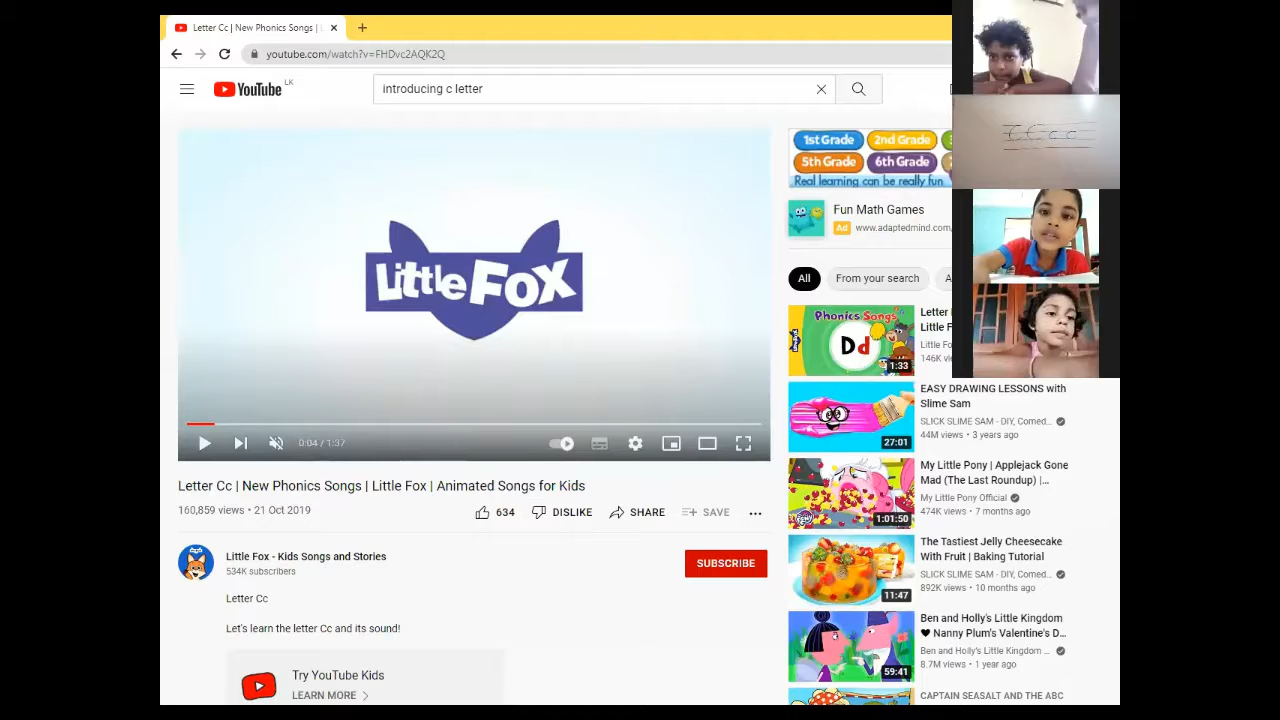 Letter Cc | New Phonics Songs |
youtube.com/watch?v=FHDvc2AQK2Q
YouTube LK
introducing c letter
Little Fox
0:04 / 1:37
Letter Cc | New Phonics Songs | Little Fox | Animated Songs for Kids
160,859 views • 21 Oct 2019
634 DISLIKE SHARE SAVE
Little Fox - Kids Songs and Stories
534K subscribers
SUBSCRIBE
Letter Cc
Let's learn the letter Cc and its sound!
Try YouTube Kids
LEARN MORE
1st Grade 2nd Grade
5th Grade 6th Grade
Real learning can be really fun
Fun Math Games
Ad www.adaptedmind.com/
All From your search
Phonics Songs
Dd
1:33
Letter
Little F
Little Fo
146K
C C c c
27:01
EASY DRAWING LESSONS with
Slime Sam
SLICK SLIME SAM - DIY, Comed...
44M views • 3 years ago
1:01:50
My Little Pony | Applejack Gone
Mad (The Last Roundup) |...
My Little Pony Official
474K views • 7 months ago
11:47
The Tastiest Jelly Cheesecake
With Fruit | Baking Tutorial
SLICK SLIME SAM - DIY, Comed...
892K views • 10 months ago
59:41
Ben and Holly's Little Kingdom
♥ Nanny Plum's Valentine's D...
Ben and Holly's Little Kingdom ...
8.7M views • 1 year ago
CAPTAIN SEASALT AND THE ABC